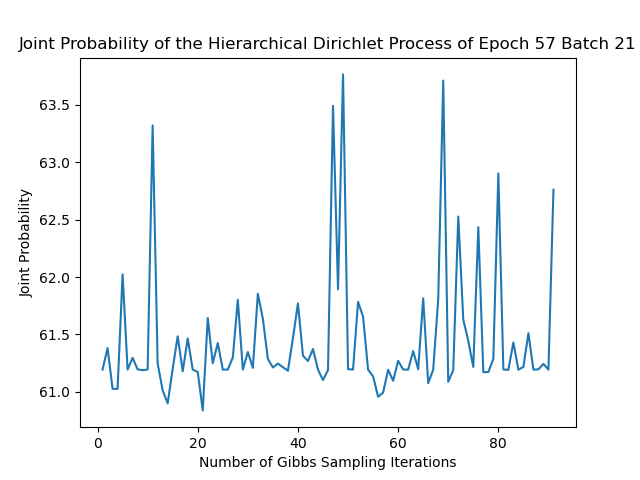 Joint Probability of the Hierarchical Dirichlet Process of Epoch 57 Batch 21
63.5
63.0
62.5
62.0
61.5
61.0
Joint Probability
0 20 40 60 80
Number of Gibbs Sampling Iterations